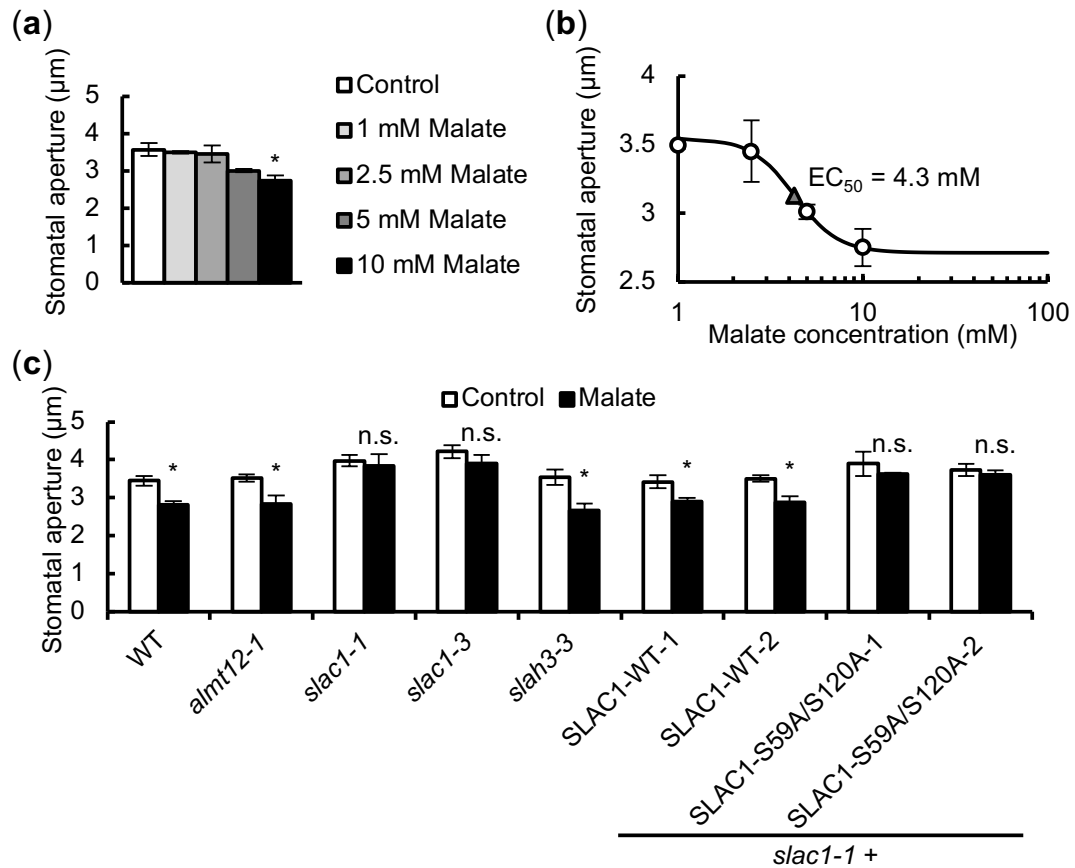 (a)
Stomatal aperture (µm)
5
4
3
2
1
0
*
Control
1 mM Malate
2.5 mM Malate
5 mM Malate
10 mM Malate
(b)
Stomatal aperture (µm)
4
3.5
3
2.5
EC50 = 4.3 mM
1
10
100
Malate concentration (mM)
(c)
Control Malate
Stomatal aperture (µm)
5
4
3
2
1
0
* * n.s. n.s. * * * n.s. n.s.
WT
almt12-1
slac1-1
slac1-3
slah3-3
SLAC1-WT-1
SLAC1-WT-2
SLAC1-S59A/S120A-1
SLAC1-S59A/S120A-2
slac1-1 +